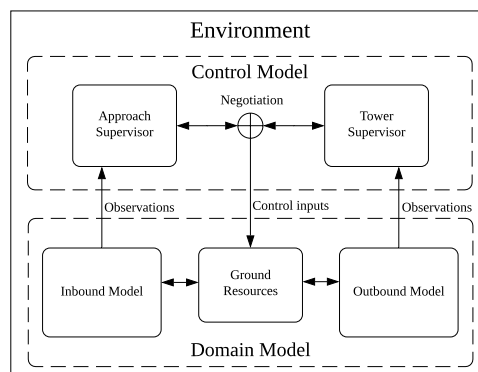 Environment
Control Model
Negotiation
Approach
Supervisor
Tower
Supervisor
Observations
Control inputs
Observations
Inbound Model
Ground
Resources
Outbound Model
Domain Model